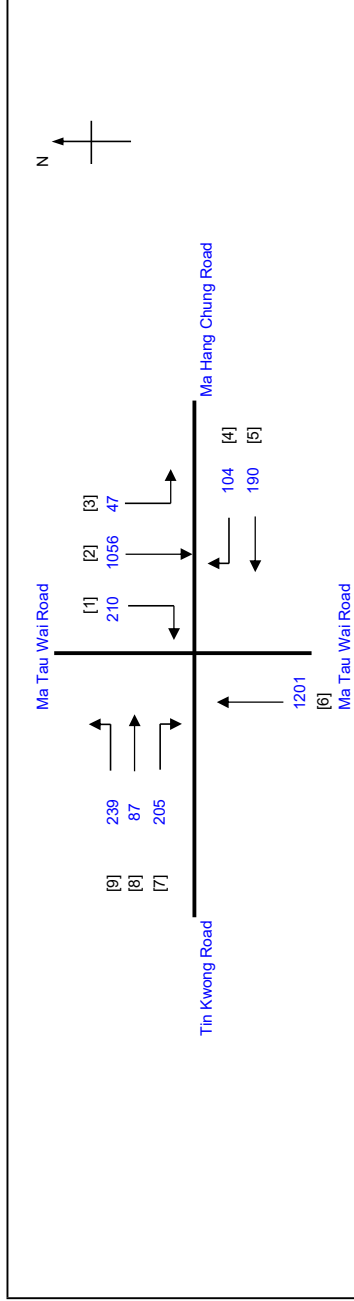 N
Ma Tau Wai Road
[1] [2] [3]
210 1056 47
[9] 239
[8] 87
[7] 205
Tin Kwong Road
Ma Hang Chung Road
104 [4]
190 [5]
1201
[6]
Ma Tau Wai Road